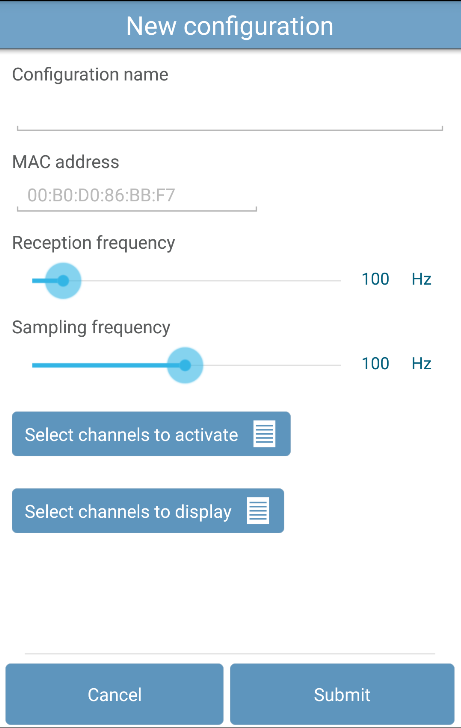 New configuration
Configuration name
MAC address
00:B0:D0:86:BB:F7
Reception frequency
100 Hz
Sampling frequency
100 Hz
Select channels to activate
Select channels to display
Cancel Submit